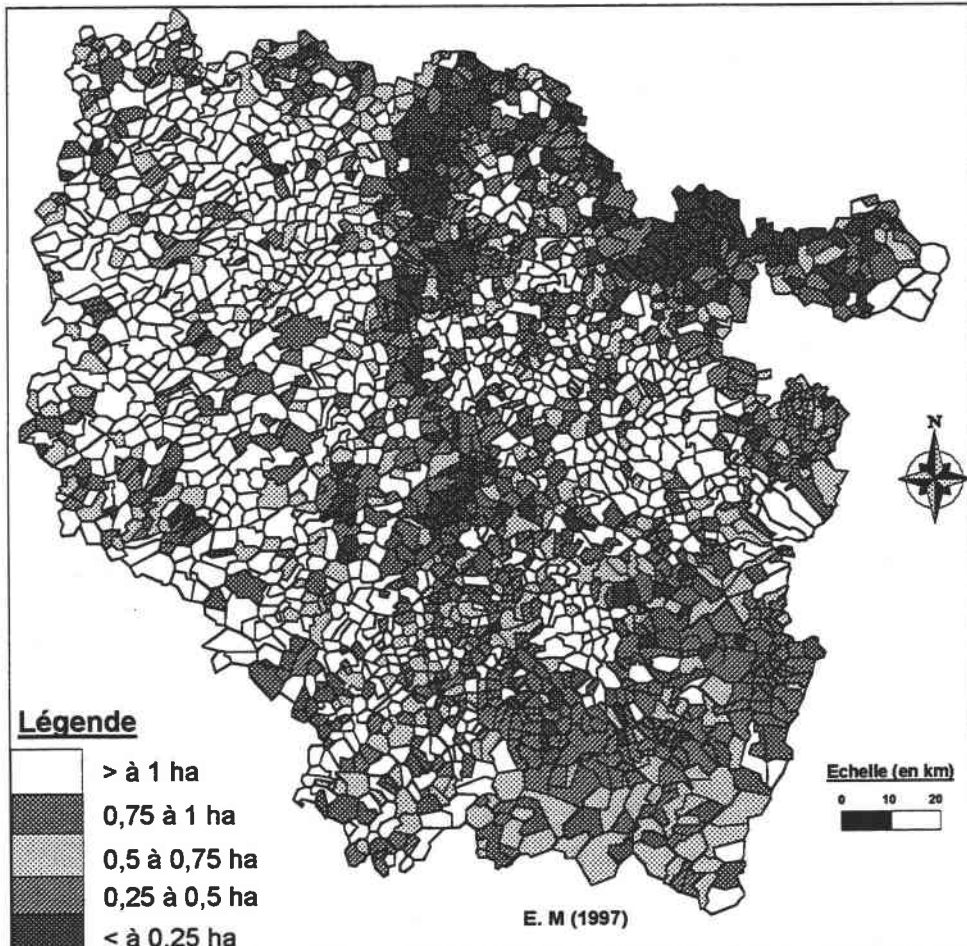 N
Légende
> à 1 ha
0,75 à 1 ha
0,5 à 0,75 ha
0,25 à 0,5 ha
< à 0,25 ha
Echelle (en km)
0 10 20
E. M (1997)